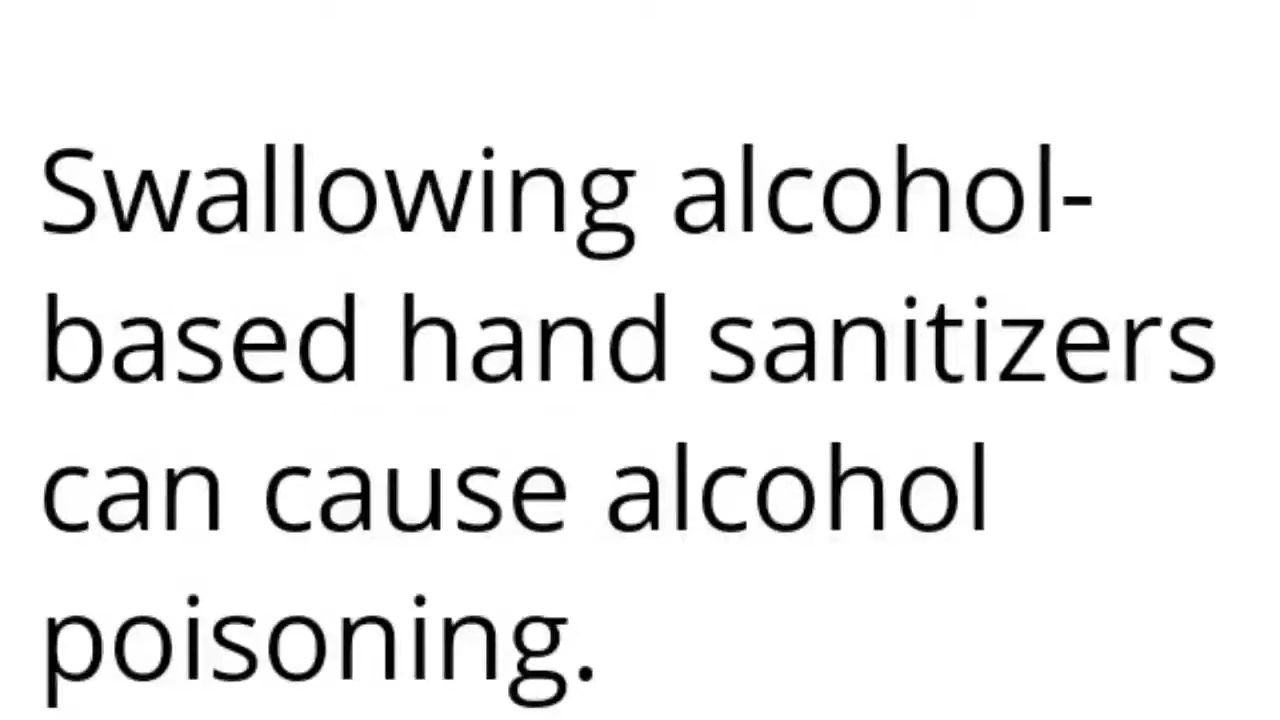 Swallowing alcohol-
based hand sanitizers
can cause alcohol
poisoning.